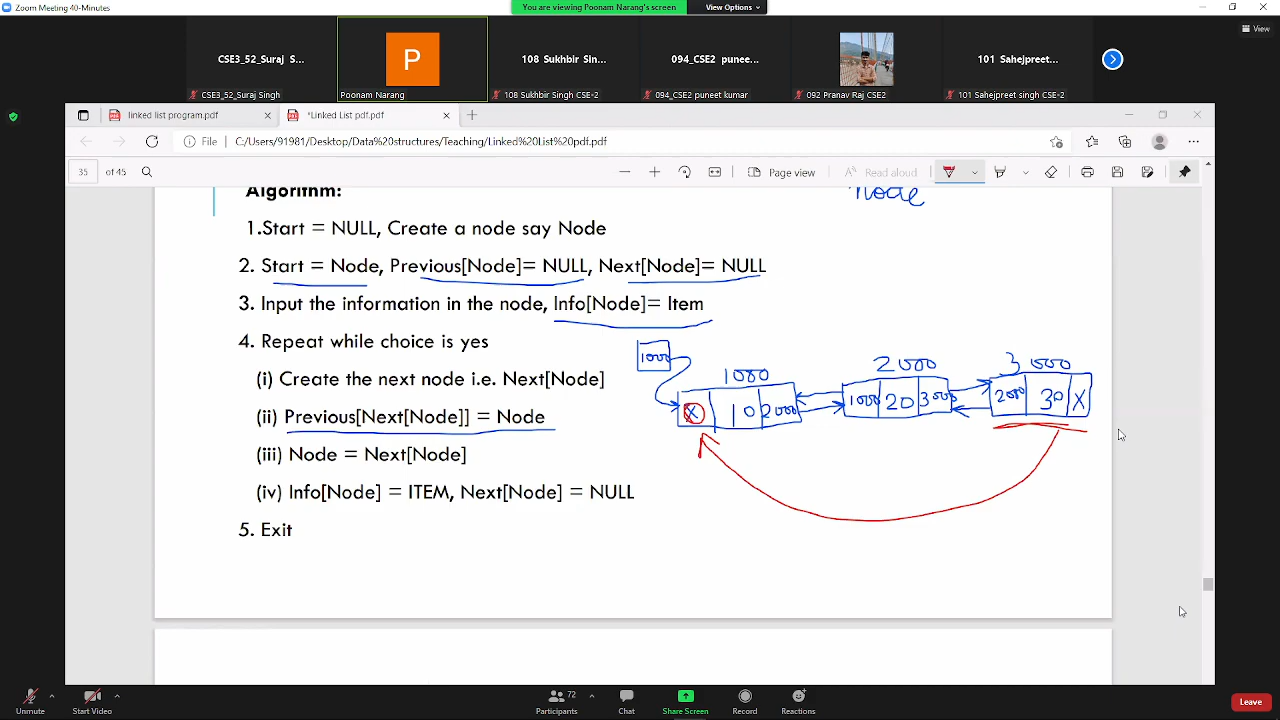 Zoom Meeting 40-Minutes
You are viewing Poonam Narang's screen
View Options
View
CSE3_52_Suraj S...
P
108 Sukhbir Sin...
094_CSE2 punee...
101 Sahejpreet...
CSE3_52_Suraj Singh
Poonam Narang
108 Sukhbir Singh CSE-2
094_CSE2 puneet kumar
092 Pranav Raj CSE2
101 Sahejpreet singh CSE-2
linked list program.pdf
*Linked List pdf.pdf
File
C:/Users/91981/Desktop/Data%20structures/Teaching/Linked%20List%20pdf.pdf
35 of 45
Page view
Read aloud
Algorithm:
Node
1.Start = NULL, Create a node say Node
2. Start = Node, Previous[Node]= NULL, Next[Node]= NULL
3. Input the information in the node, Info[Node]= Item
4. Repeat while choice is yes
(i) Create the next node i.e. Next[Node]
(ii) Previous[Next[Node]] = Node
(iii) Node = Next[Node]
(iv) Info[Node] = ITEM, Next[Node] = NULL
5. Exit
1000
1000
2000
3000
X 10 2000
1000 20 3000
2000 30 X
Unmute
Start Video
Participants
72
Chat
Share Screen
Record
Reactions
Leave